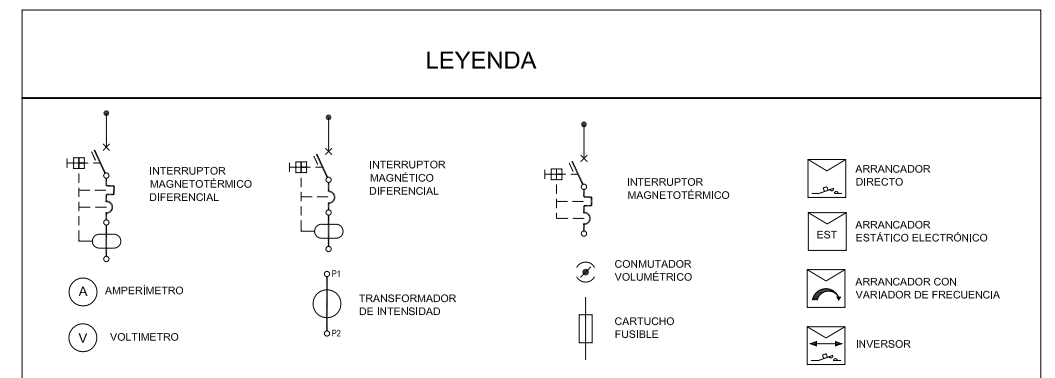 LEYENDA
INTERRUPTOR
MAGNETOTÉRMICO
DIFERENCIAL
INTERRUPTOR
MAGNÉTICO
DIFERENCIAL
INTERRUPTOR
MAGNETOTÉRMICO
ARRANCADOR
DIRECTO
EST
ARRANCADOR
ESTÁTICO ELECTRÓNICO
A
AMPERÍMETRO
P1
P2
TRANSFORMADOR
DE INTENSIDAD
CONMUTADOR
VOLUMÉTRICO
ARRANCADOR CON
VARIADOR DE FRECUENCIA
V
VOLTIMETRO
CARTUCHO
FUSIBLE
INVERSOR